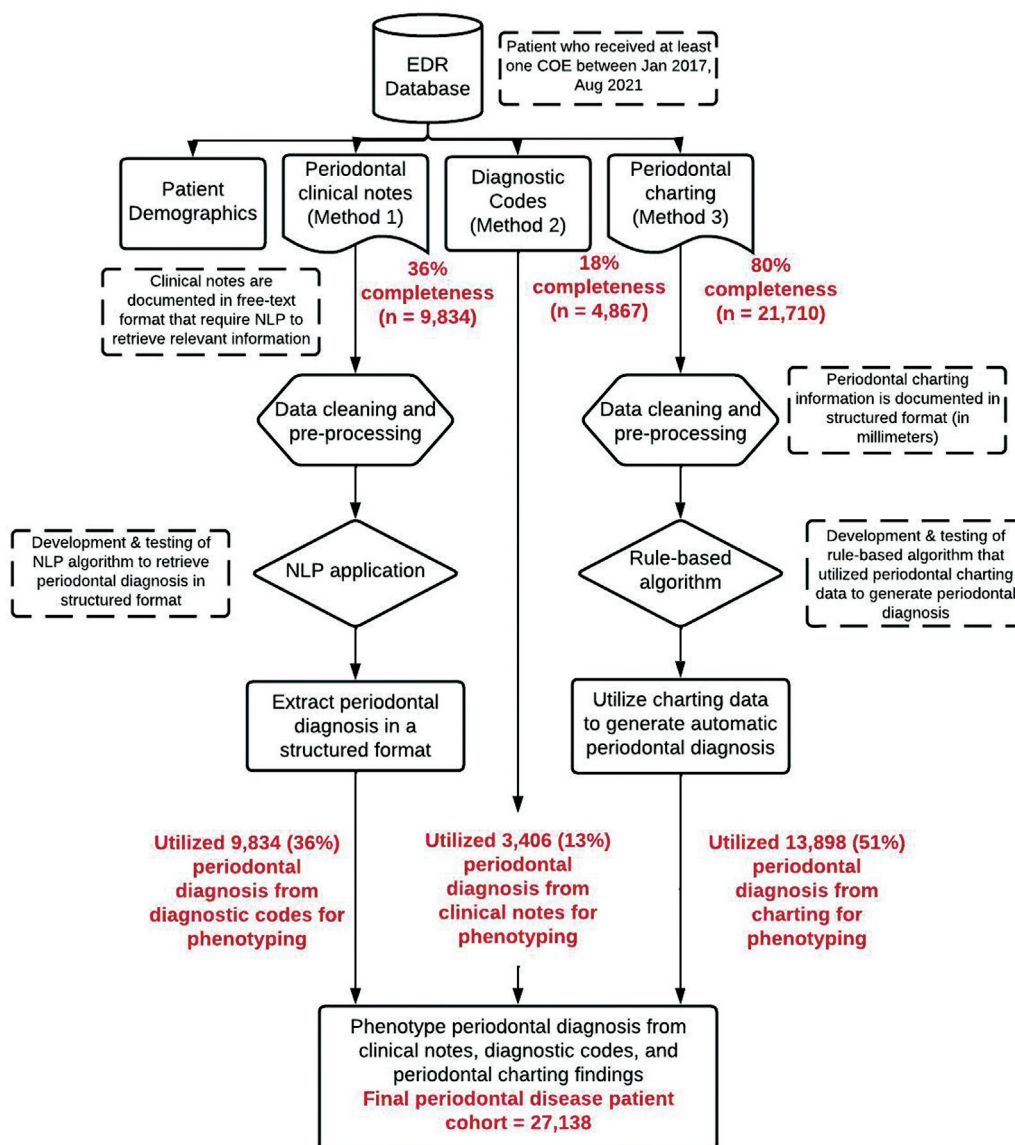 EDR
Database
Patient who received at least
one COE between Jan 2017,
Aug 2021
Patient
Demographics
Periodontal
clinical notes
(Method 1)
Diagnostic
Codes
(Method 2)
Periodontal
charting
(Method 3)
Clinical notes are
documented in free-text
format that require NLP to
retrieve relevant information
36%
completeness
(n = 9,834)
18%
completeness
(n = 4,867)
80%
completeness
(n = 21,710)
Data cleaning and
pre-processing
Data cleaning and
pre-processing
Periodontal charting
information is documented in
structured format (in
millimeters)
Development & testing of
NLP algorithm to retrieve
periodontal diagnosis in
structured format
NLP application
Rule-based
algorithm
Development & testing of
rule-based algorithm that
utilized periodontal charting
data to generate periodontal
diagnosis
Extract periodontal
diagnosis in a
structured format
Utilize charting data
to generate automatic
periodontal diagnosis
Utilized 9,834 (36%)
periodontal
diagnosis from
diagnostic codes for
phenotyping
Utilized 3,406 (13%)
periodontal
diagnosis from
clinical notes for
phenotyping
Utilized 13,898 (51%)
periodontal
diagnosis from
charting for
phenotyping
Phenotype periodontal diagnosis from
clinical notes, diagnostic codes, and
periodontal charting findings
Final periodontal disease patient
cohort = 27,138